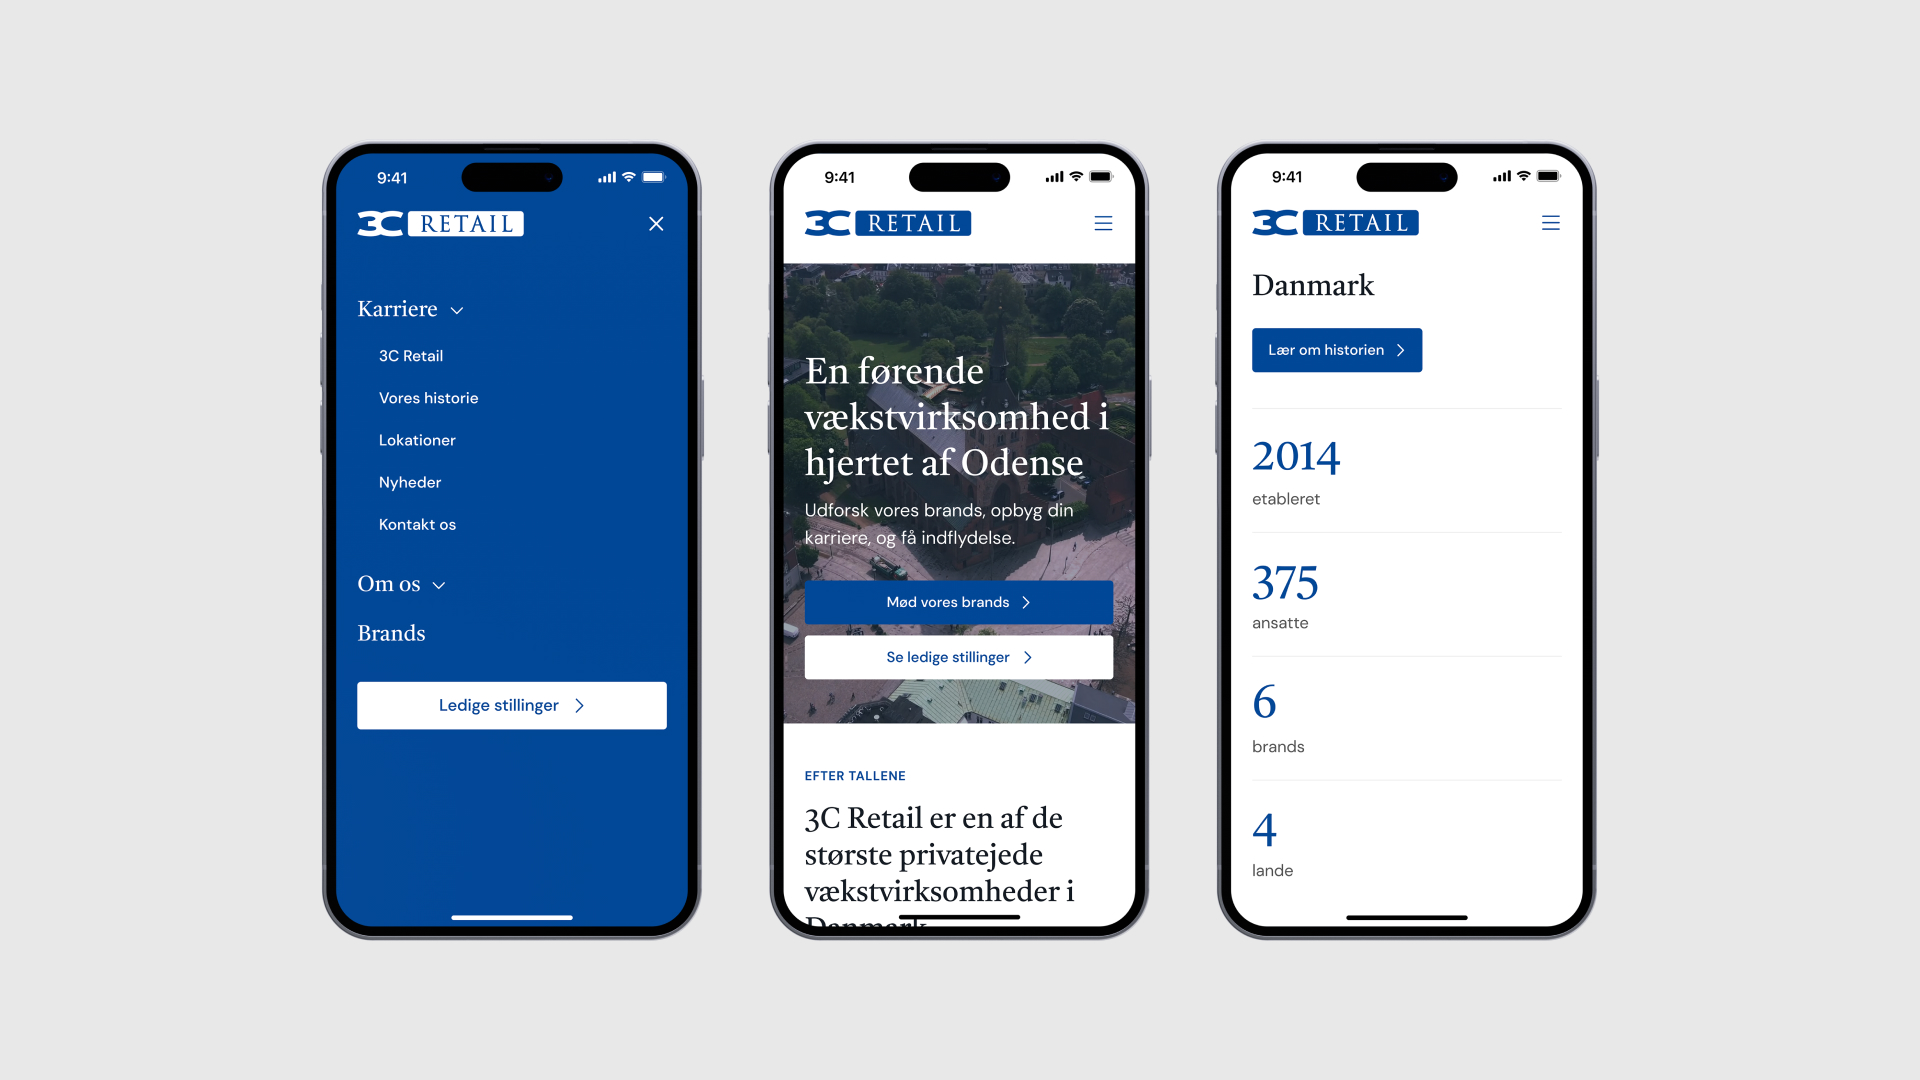 9:41
3C RETAIL
Karriere
3C Retail
Vores historie
Lokationer
Nyheder
Kontakt os
Om os
Brands
Ledige stillinger
9:41
3C RETAIL
En førende
vækstvirksomhed i
hjertet af Odense
Udforsk vores brands, opbyg din
karriere, og få indflydelse.
Mød vores brands
Se ledige stillinger
EFTER TALLENE
3C Retail er en af de
største privatejede
vækstvirksomheder i
Danmark
9:41
3C RETAIL
Danmark
Lær om historien
2014
etableret
375
ansatte
6
brands
4
lande